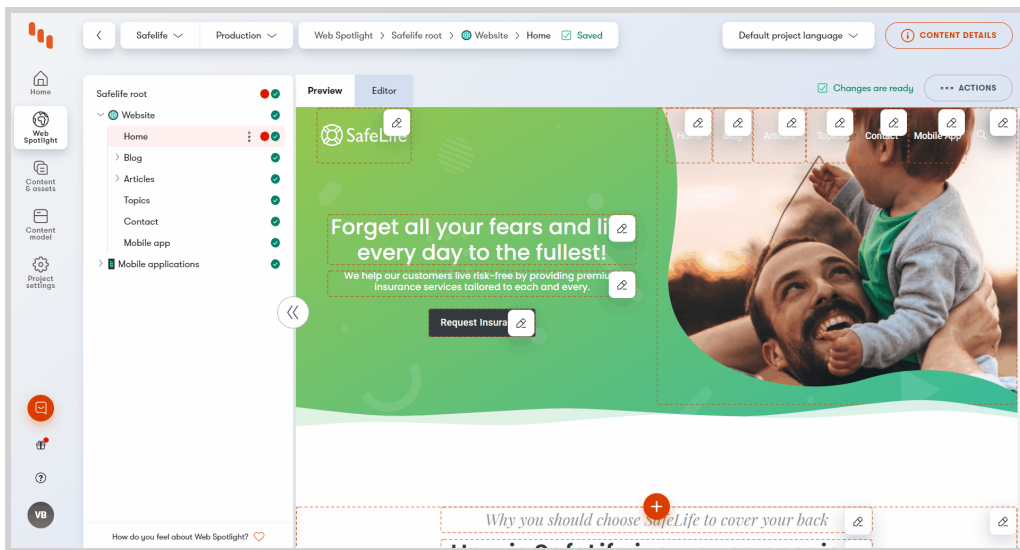 Safelife
Production
Web Spotlight > Safelife root > Website > Home
Saved
Default project language
CONTENT DETAILS
Home
Web
Spotlight
Content
& assets
Content
model
Project
settings
VB
Safelife root
Website
Home
Blog
Articles
Topics
Contact
Mobile app
Mobile applications
How do you feel about Web Spotlight?
Preview
Editor
Changes are ready
ACTIONS
SafeLife
Contact
Mobile App
Forget all your fears and li
every day to the fullest!
We help our customers live risk-free by providing premiu
insurance services tailored to each and every.
Request Insura
Why you should choose SafeLife to cover your back